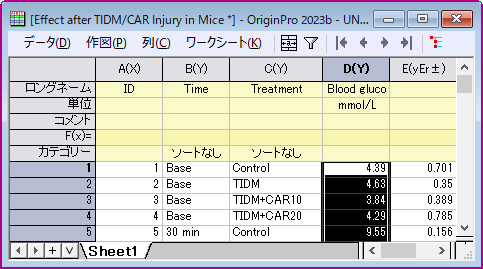 [Effect after TIDM/CAR Injury in Mice *] - OriginPro 2023b - UN...
データ(D) 作図(P) 列(C) ワークシート(K)
A(X) B(Y) C(Y) D(Y) E(yEr±)
ロングネーム ID Time Treatment Blood gluco
単位 mmol/L
コメント
F(x)=
カテゴリー ソートなし ソートなし
1 1 Base Control 4.39 0.701
2 2 Base TIDM 4.63 0.35
3 3 Base TIDM+CAR10 3.84 0.389
4 4 Base TIDM+CAR20 4.29 0.785
5 5 30 min Control 9.55 0.156
Sheet1